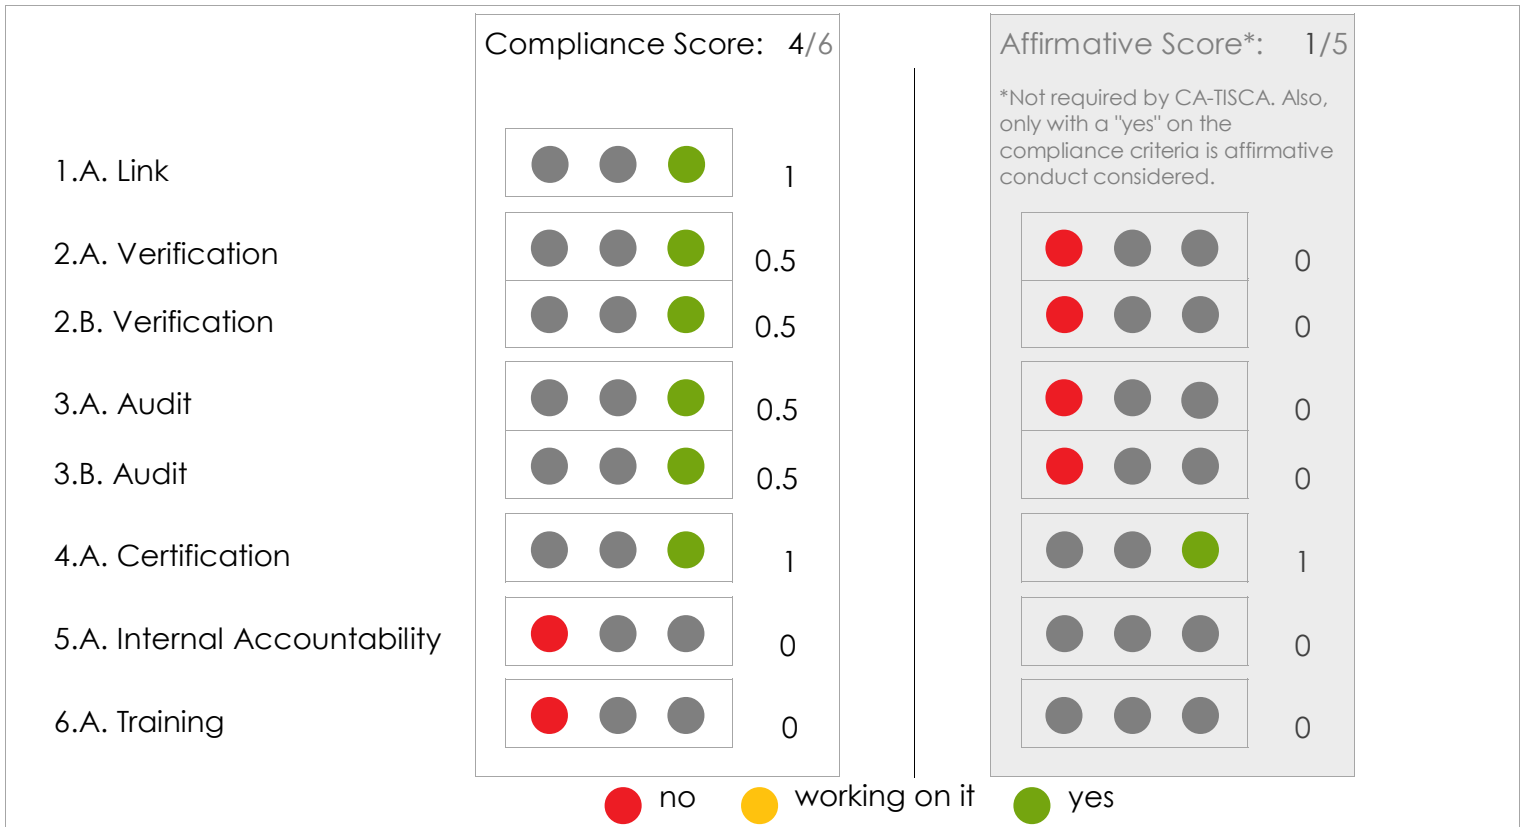 Compliance Score: 4/6
Affirmative Score*: 1/5
*Not required by CA-TISCA. Also,
only with a "yes" on the
compliance criteria is affirmative
conduct considered.
1.A. Link 1
2.A. Verification 0.5 0
2.B. Verification 0.5 0
3.A. Audit 0.5 0
3.B. Audit 0.5 0
4.A. Certification 1 1
5.A. Internal Accountability 0 0
6.A. Training 0 0
no working on it yes